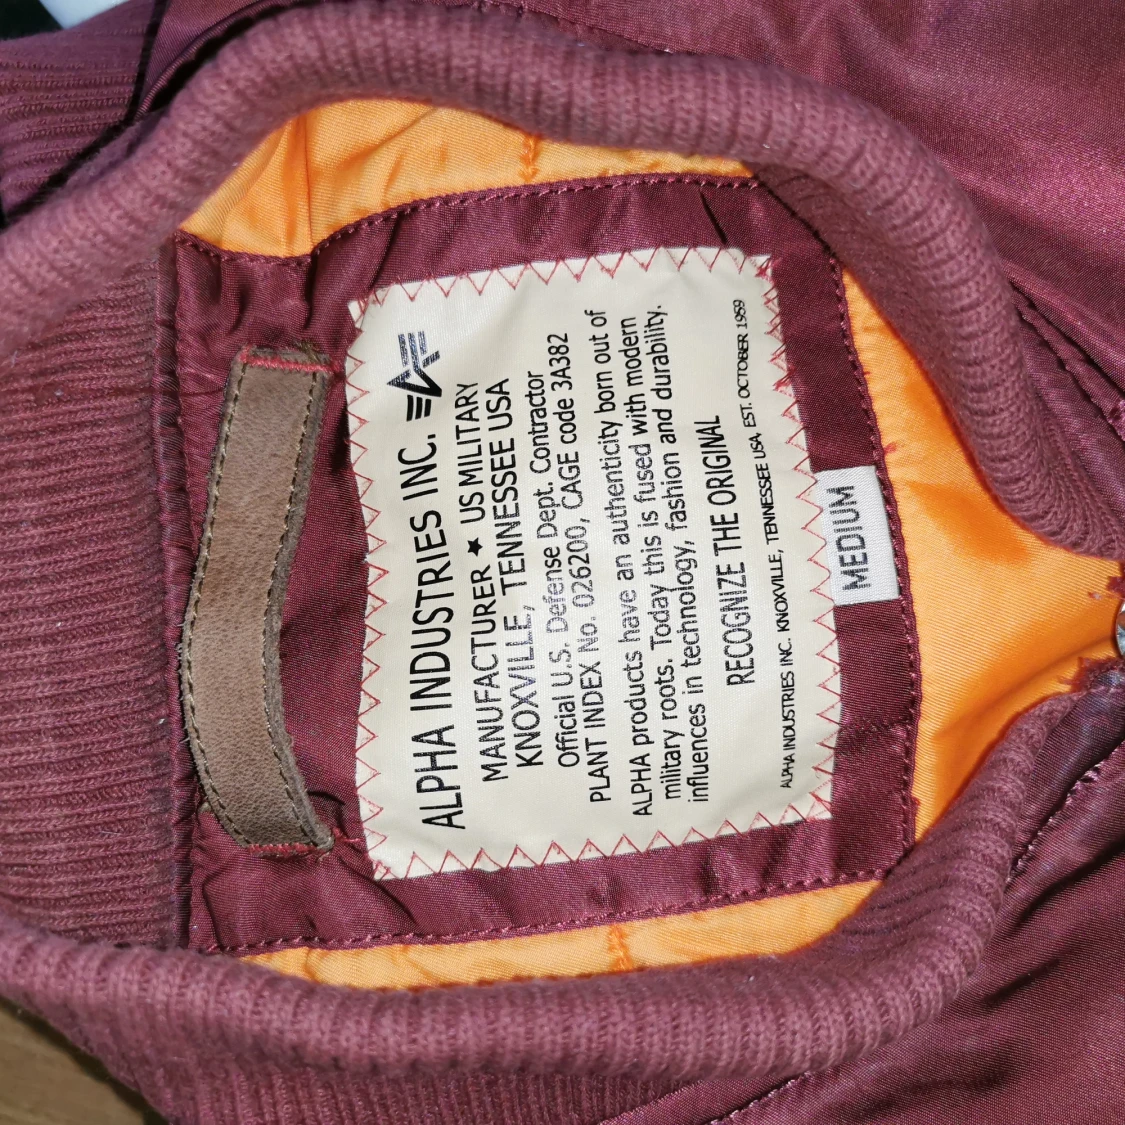 ALPHA INDUSTRIES INC.
MANUFACTURER ★ US MILITARY
KNOXVILLE, TENNESSEE USA
Official U.S. Defense Dept. Contractor
PLANT INDEX No. 026200, CAGE code 3A382
ALPHA products have an authenticity born out of
military roots. Today this is fused with modern
influences in technology, fashion and durability.
RECOGNIZE THE ORIGINAL
ALPHA INDUSTRIES INC. KNOXVILLE, TENNESSEE USA, EST. OCTOBER 1959
MEDIUM